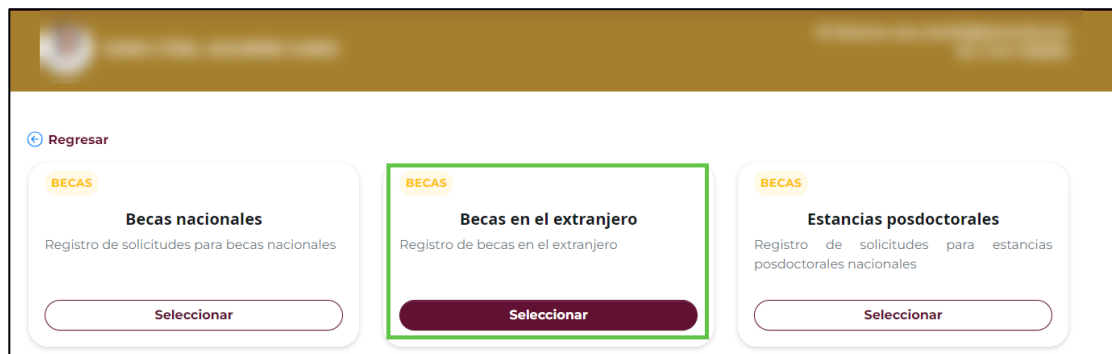 Regresar
BECAS
Becas nacionales
Registro de solicitudes para becas nacionales
Seleccionar
BECAS
Becas en el extranjero
Registro de becas en el extranjero
Seleccionar
BECAS
Estancias posdoctorales
Registro de solicitudes para estancias
posdoctorales nacionales
Seleccionar